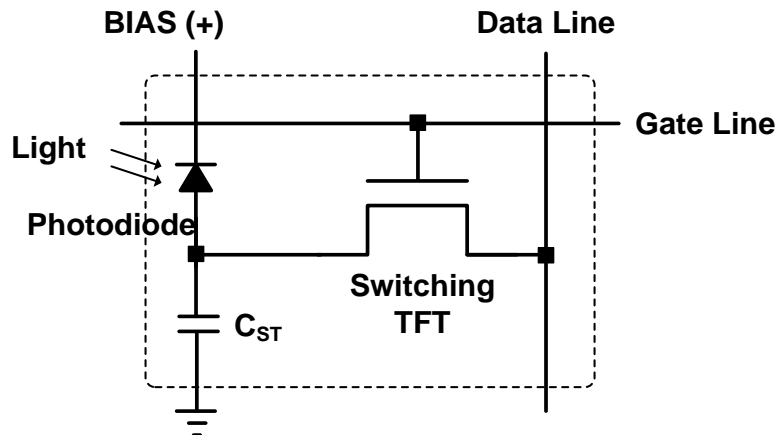 BIAS (+)
Data Line
Gate Line
Light
Photodiode
Switching
TFT
C_ST